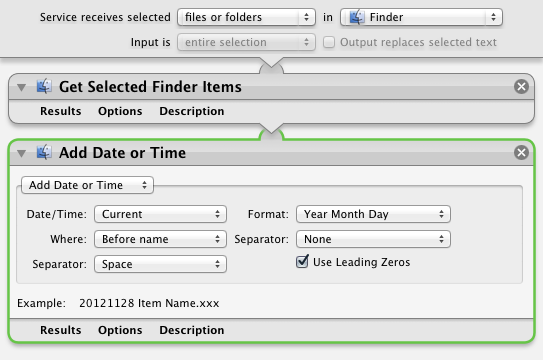 Service receives selected files or folders in Finder
Input is entire selection Output replaces selected text
Get Selected Finder Items
Results Options Description
Add Date or Time
Add Date or Time
Date/Time: Current Format: Year Month Day
Where: Before name Separator: None
Separator: Space Use Leading Zeros
Example: 20121128 Item Name.xxx
Results Options Description